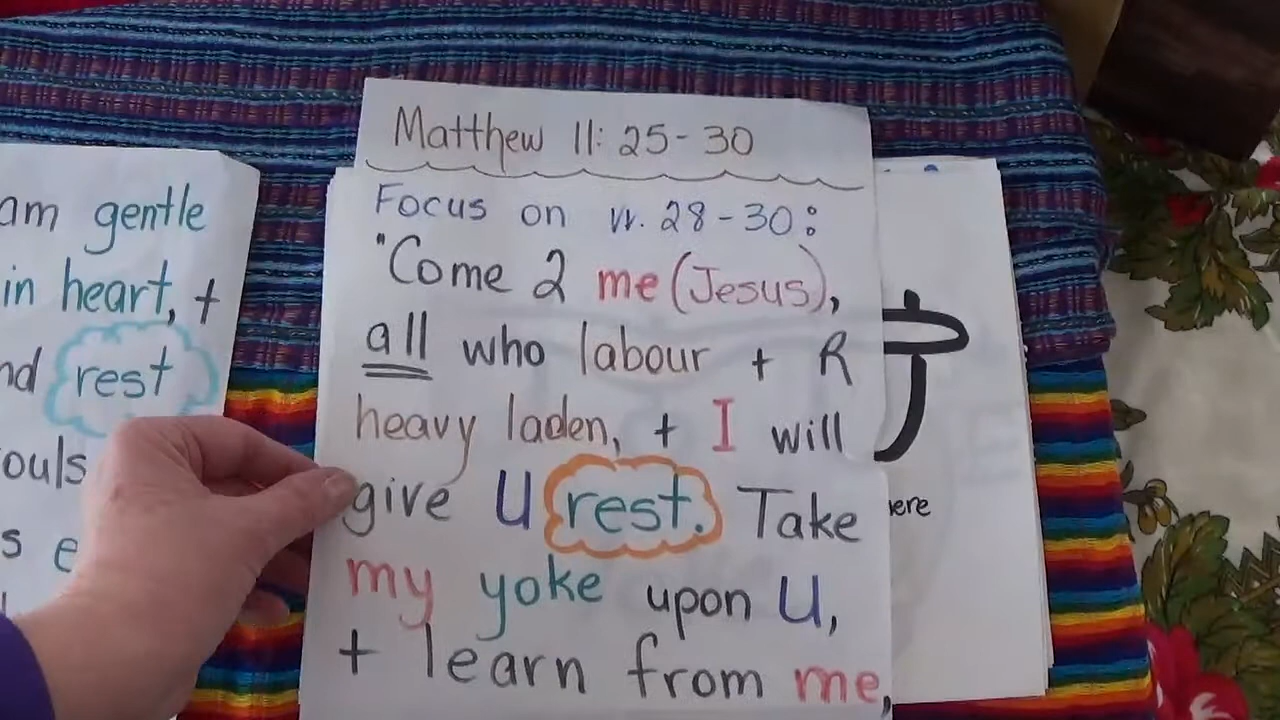 am gentle
in heart, +
nd rest
ouls
s e
Matthew 11: 25-30
Focus on vv. 28-30:
"Come 2 me (Jesus),
all who labour + R
heavy laden, + I will
give U rest. Take
my yoke upon U,
+ learn from me,
ere